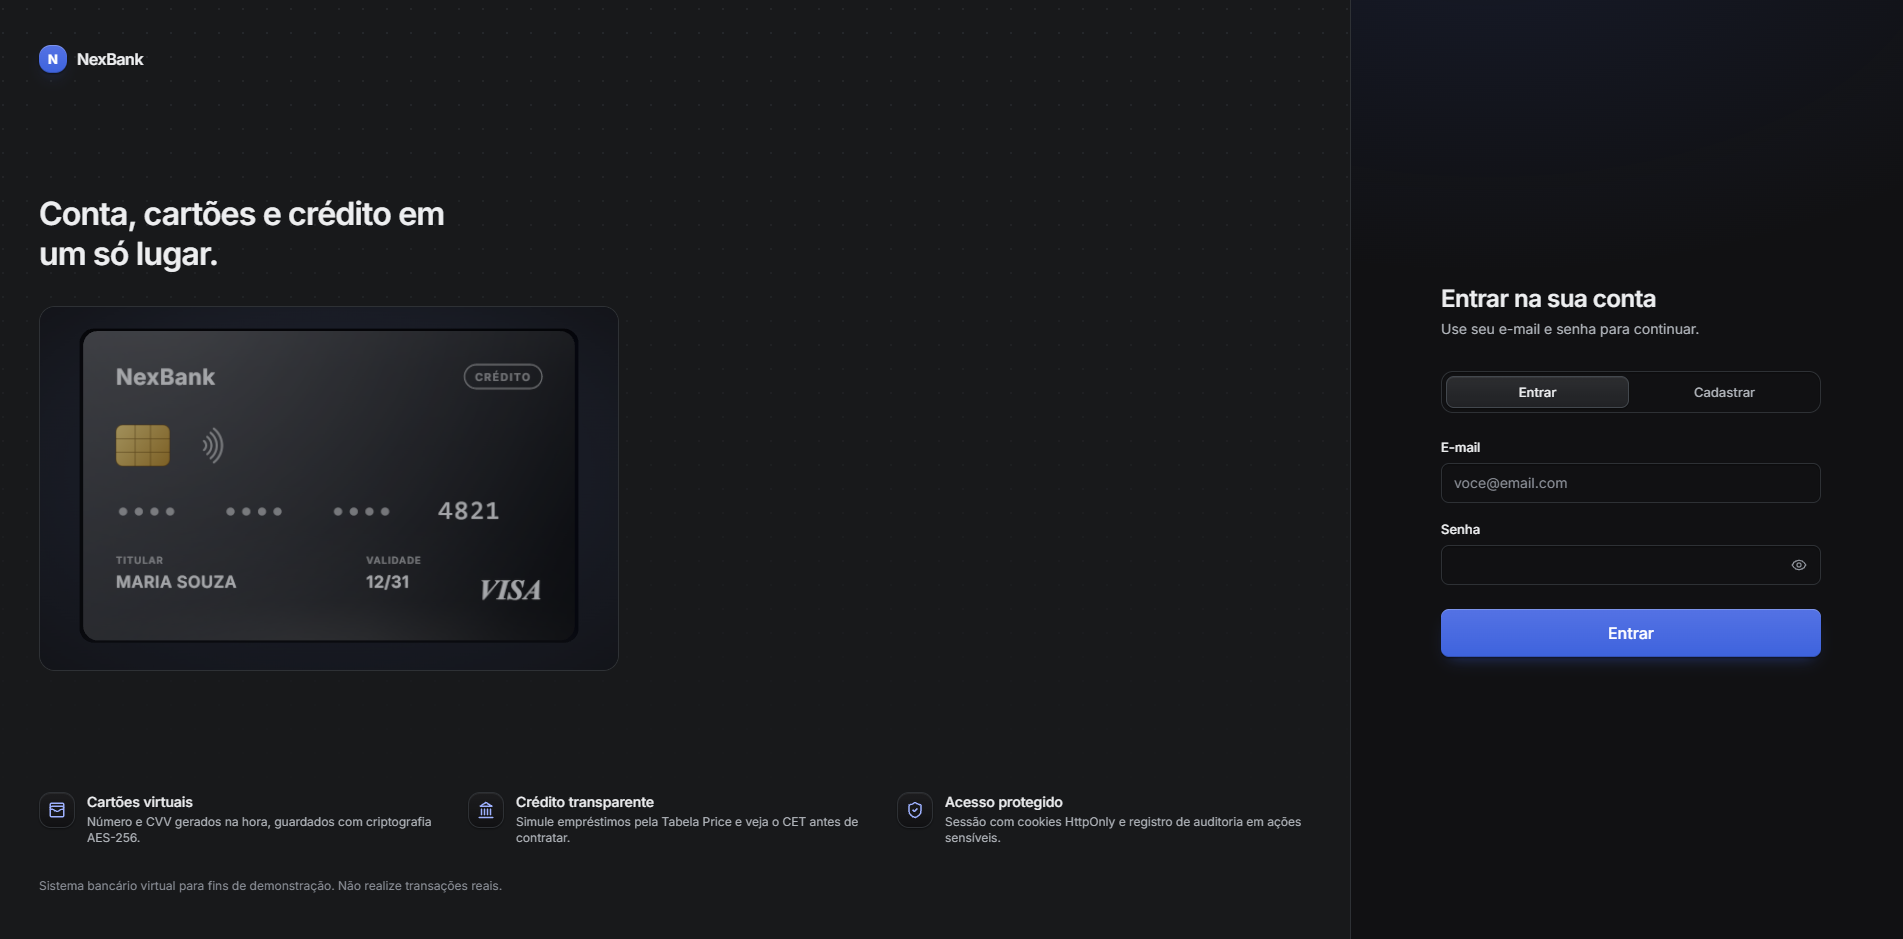 N NexBank
Conta, cartões e crédito em
um só lugar.
NexBank
CRÉDITO
•••• •••• •••• 4821
TITULAR
MARIA SOUZA
VALIDADE
12/31
VISA
Cartões virtuais
Número e CVV gerados na hora, guardados com criptografia
AES-256.
Crédito transparente
Simule empréstimos pela Tabela Price e veja o CET antes de
contratar.
Acesso protegido
Sessão com cookies HttpOnly e registro de auditoria em ações
sensíveis.
Sistema bancário virtual para fins de demonstração. Não realize transações reais.
Entrar na sua conta
Use seu e-mail e senha para continuar.
Entrar
Cadastrar
E-mail
voce@email.com
Senha
Entrar